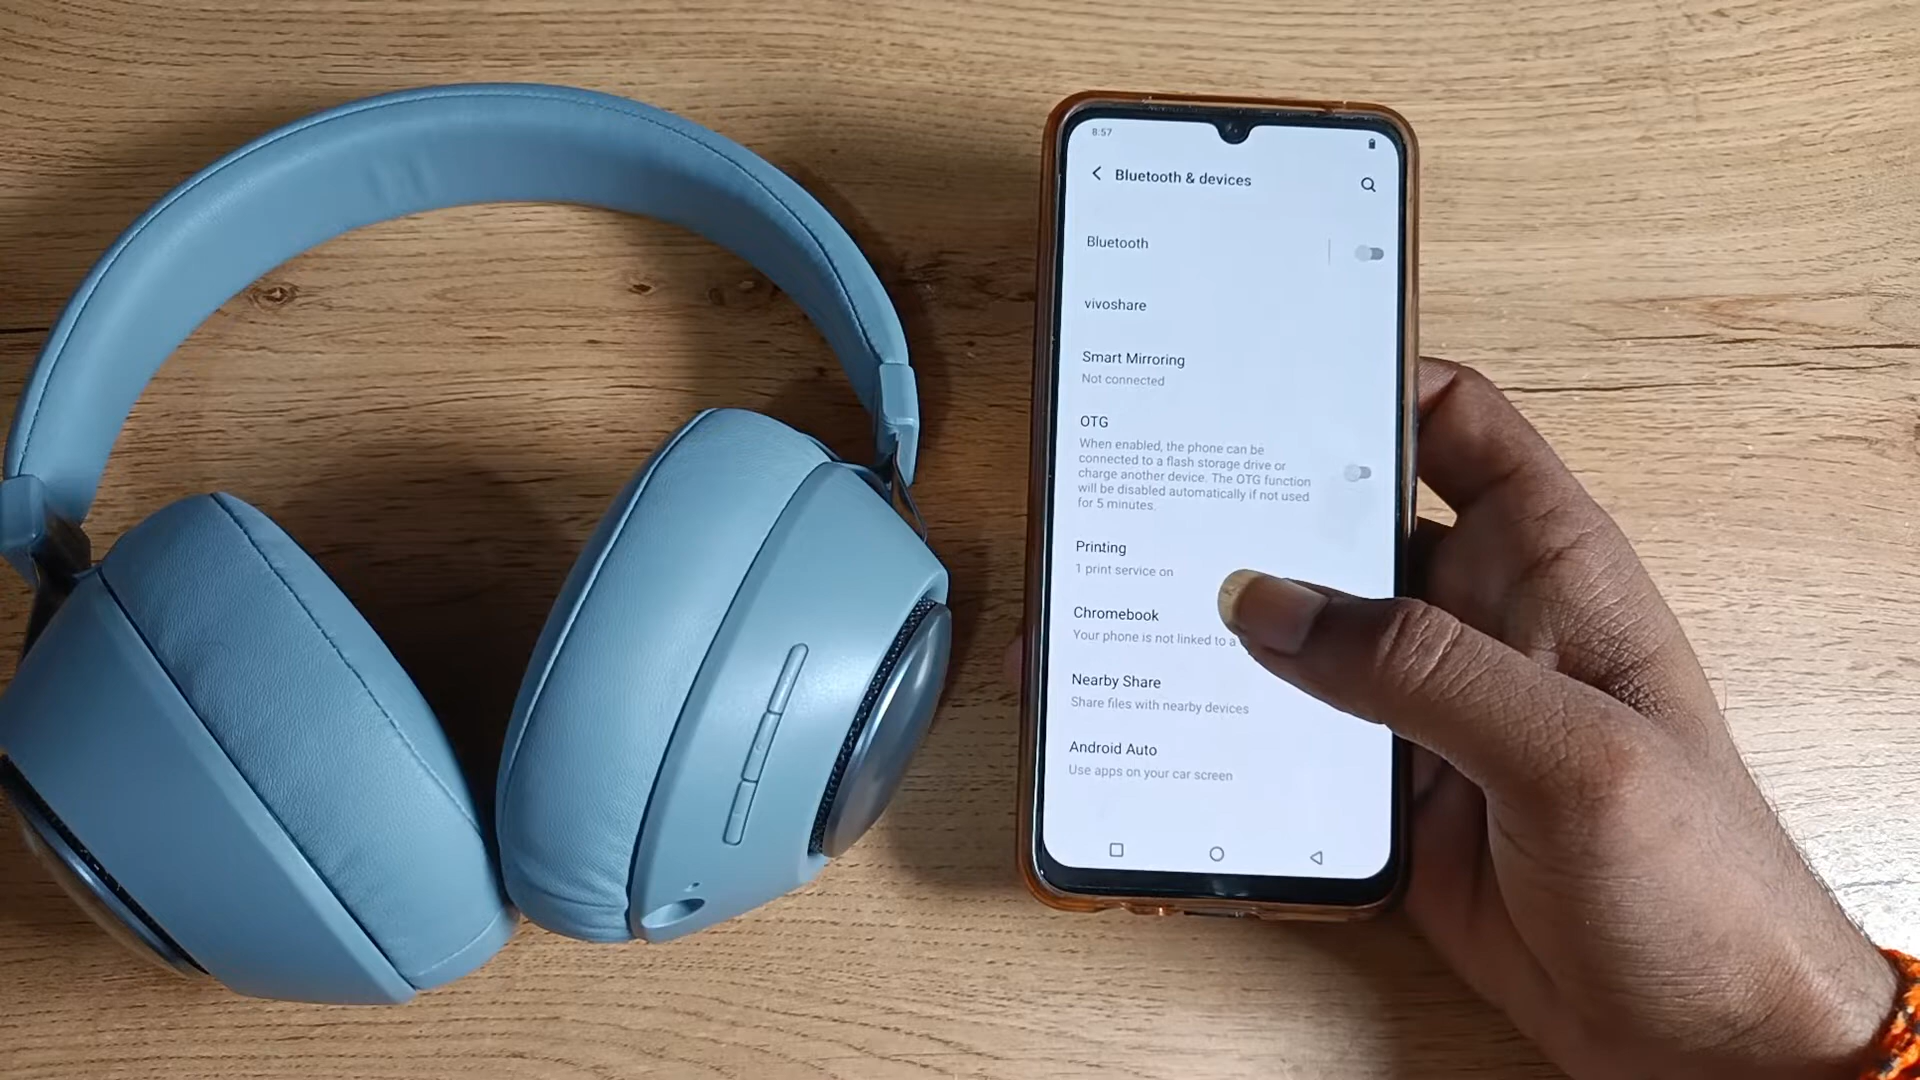 8:57
Bluetooth & devices
Bluetooth
vivoshare
Smart Mirroring
Not connected
OTG
When enabled, the phone can be
connected to a flash storage drive or
charge another device. The OTG function
will be disabled automatically if not used
for 5 minutes.
Printing
1 print service on
Chromebook
Your phone is not linked to a
Nearby Share
Share files with nearby devices
Android Auto
Use apps on your car screen